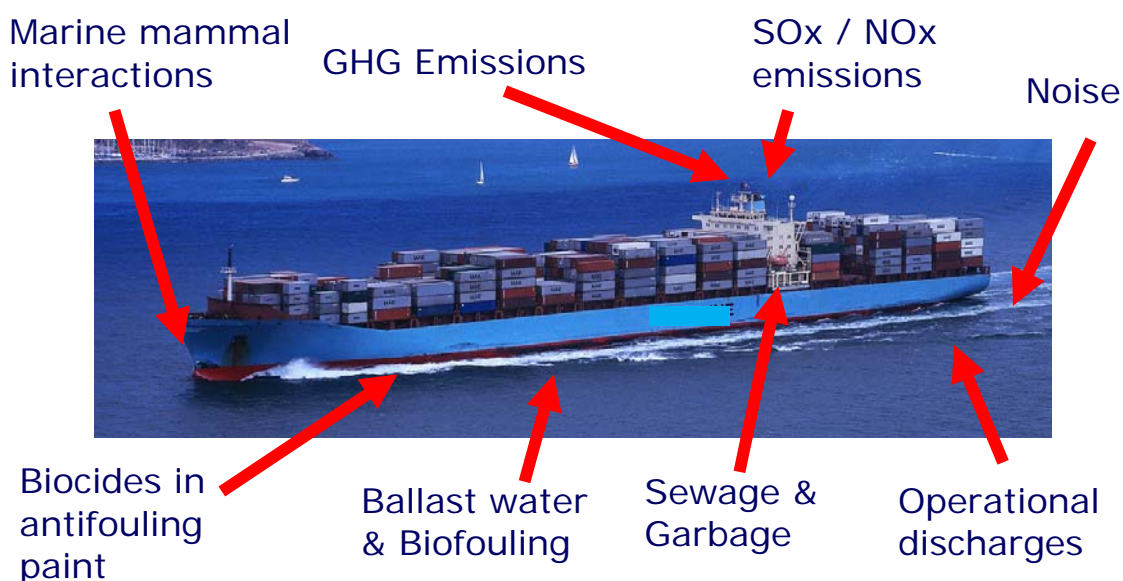 Marine mammal
interactions
GHG Emissions
SOx / NOx
emissions
Noise
Biocides in
antifouling
paint
Ballast water
& Biofouling
Sewage &
Garbage
Operational
discharges